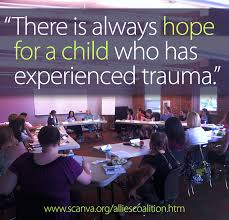 “There is always hope
for a child who has
experienced trauma.”
www.scanva.org/alliescoalition.htm